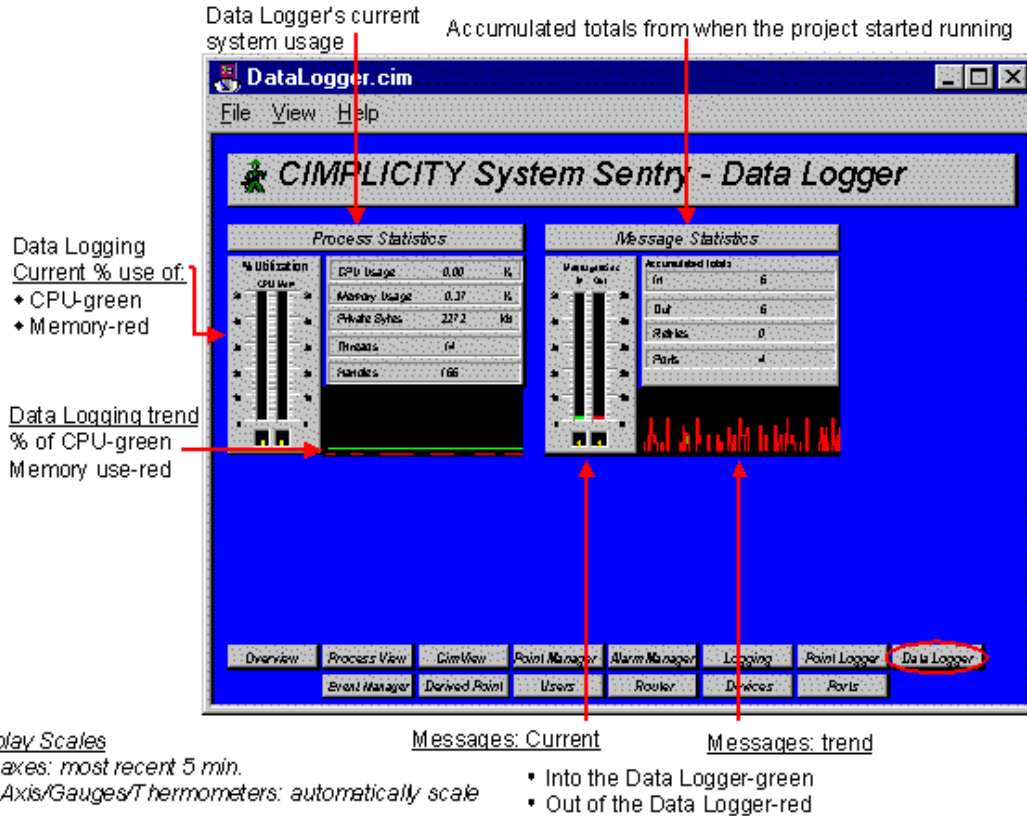 Data Logger's current
system usage
Accumulated totals from when the project started running
DataLogger.cim
File View Help
CIMPLICITY System Sentry - Data Logger
Process Statistics
Message Statistics
Data Logging
Current % use of:
• CPU-green
• Memory-red
% Utilization
CPU Mem
CPU Usage 0.00 %
Memory Usage 0.37 %
Private Bytes 2272 kb
Threads 14
Handles 166
In Out
Accumulated totals
In 6
Out 6
Retries 0
Ports 4
Data Logging trend
% of CPU-green
Memory use-red
Overview Process View CimView Point Manager Alarm Manager Logging Point Logger Data Logger
Event Manager Derived Point Users Router Devices Ports
play Scales
axes: most recent 5 min.
Axis/Gauges/Thermometers: automatically scale
Messages: Current
Messages: trend
• Into the Data Logger-green
• Out of the Data Logger-red